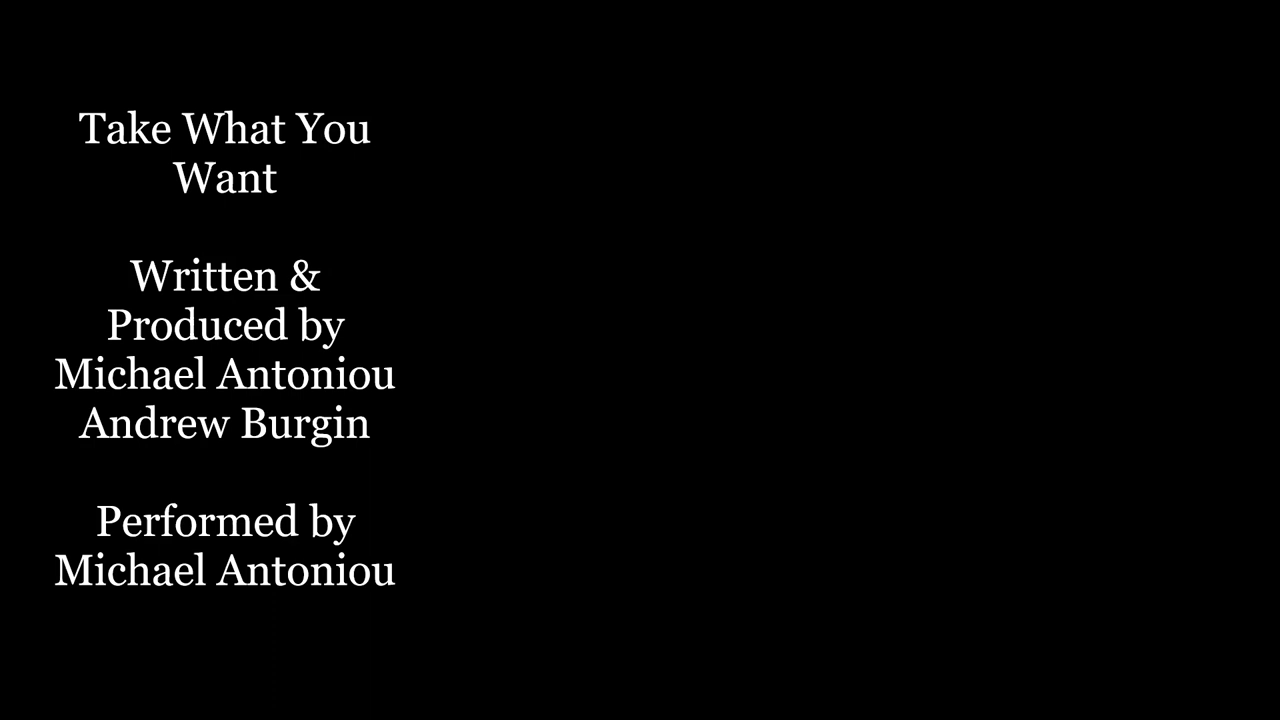 Take What You
Want
Written &
Produced by
Michael Antoniou
Andrew Burgin
Performed by
Michael Antoniou